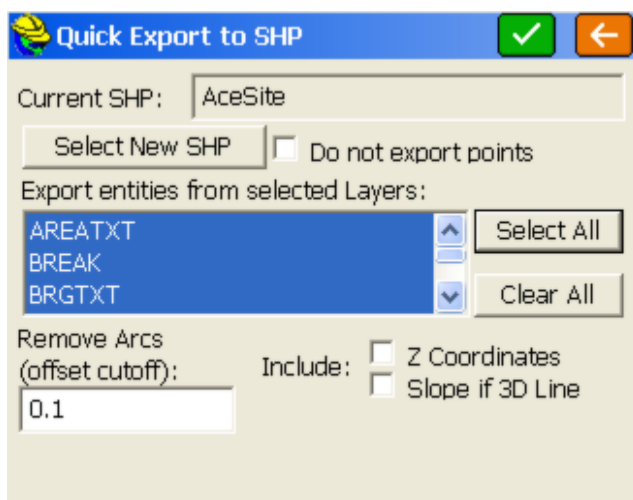 Quick Export to SHP
Current SHP: AceSite
Select New SHP Do not export points
Export entities from selected Layers:
AREATXT Select All
BREAK
BRGTXT Clear All
Remove Arcs
(offset cutoff): Include: Z Coordinates
0.1 Slope if 3D Line